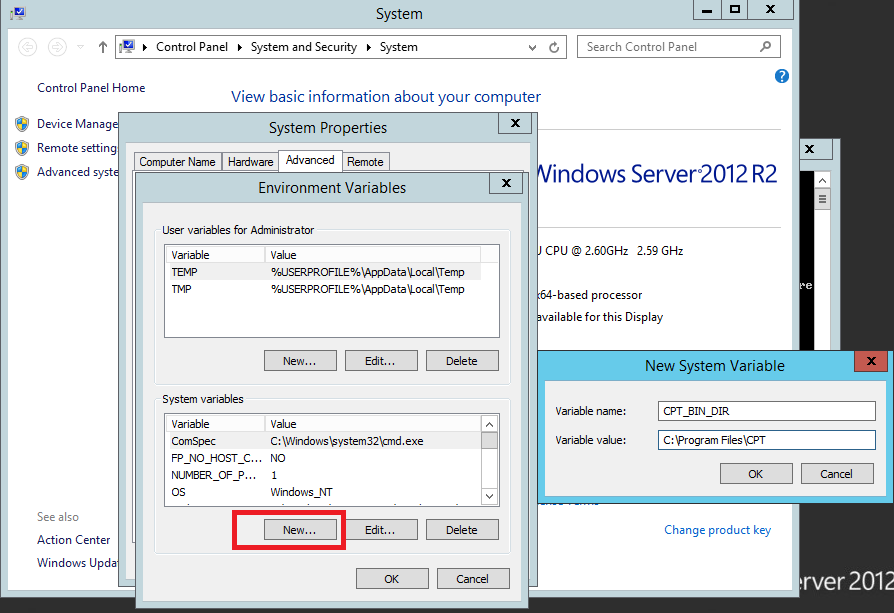 System
Control Panel
System and Security
System
Search Control Panel
Control Panel Home
View basic information about your computer
Device Manage
Remote setting
Advanced syste
System Properties
Computer Name
Hardware
Advanced
Remote
Windows Server 2012 R2
Environment Variables
User variables for Administrator
Variable
Value
TEMP
%USERPROFILE%\AppData\Local\Temp
TMP
%USERPROFILE%\AppData\Local\Temp
New...
Edit...
Delete
U CPU @ 2.60GHz 2.59 GHz
x64-based processor
available for this Display
re
System variables
Variable
Value
ComSpec
C:\Windows\system32\cmd.exe
FP_NO_HOST_C...
NO
NUMBER_OF_P...
1
OS
Windows_NT
New...
Edit...
Delete
OK
Cancel
New System Variable
Variable name:
CPT_BIN_DIR
Variable value:
C:\Program Files\CPT
OK
Cancel
See also
Action Center
Windows Upda
Change product key
erver 2012